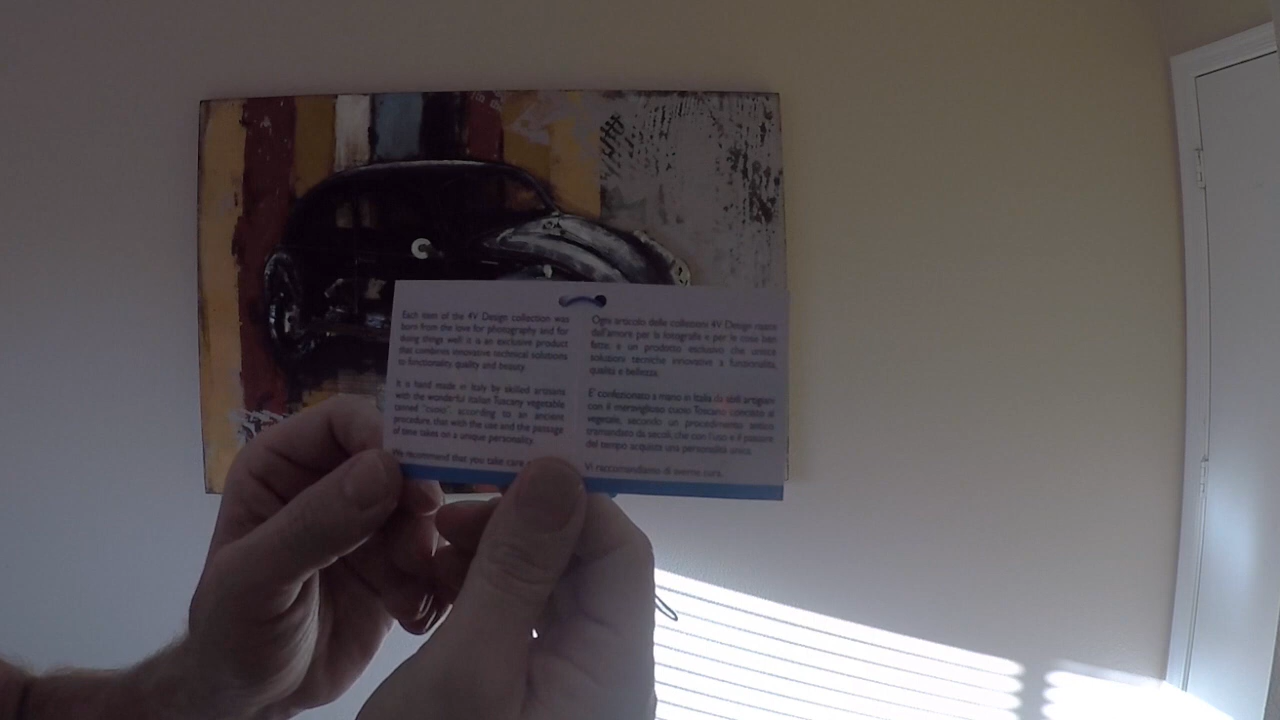 Each item of the 4V Design collection was
born from the love for photography and for
doing things well: it is an exclusive product
that combines innovative technical solutions
to functionality, quality and beauty.
It is hand made in Italy by skilled artisans
with the wonderful italian Toscany vegetable
tanned "cuoio", according to an ancient
procedure, that with the use and the passage
of time takes on a unique personality.
We recommend that you take care
Ogni articolo delle collezioni 4V Design nasce
dall'amore per la fotografia e per le cose ben
fatte, è un prodotto esclusivo che unisce
soluzioni tecniche innovative a funzionalità,
qualità e bellezza.
E' confezionato a mano in Italia da abili artigiani
con il meraviglioso cuoio Toscano conciato al
vegetale, secondo un procedimento antico
tramandato da secoli, che con l'uso e il passare
del tempo acquista una personalità unica.
Vi raccomandiamo di averne cura.